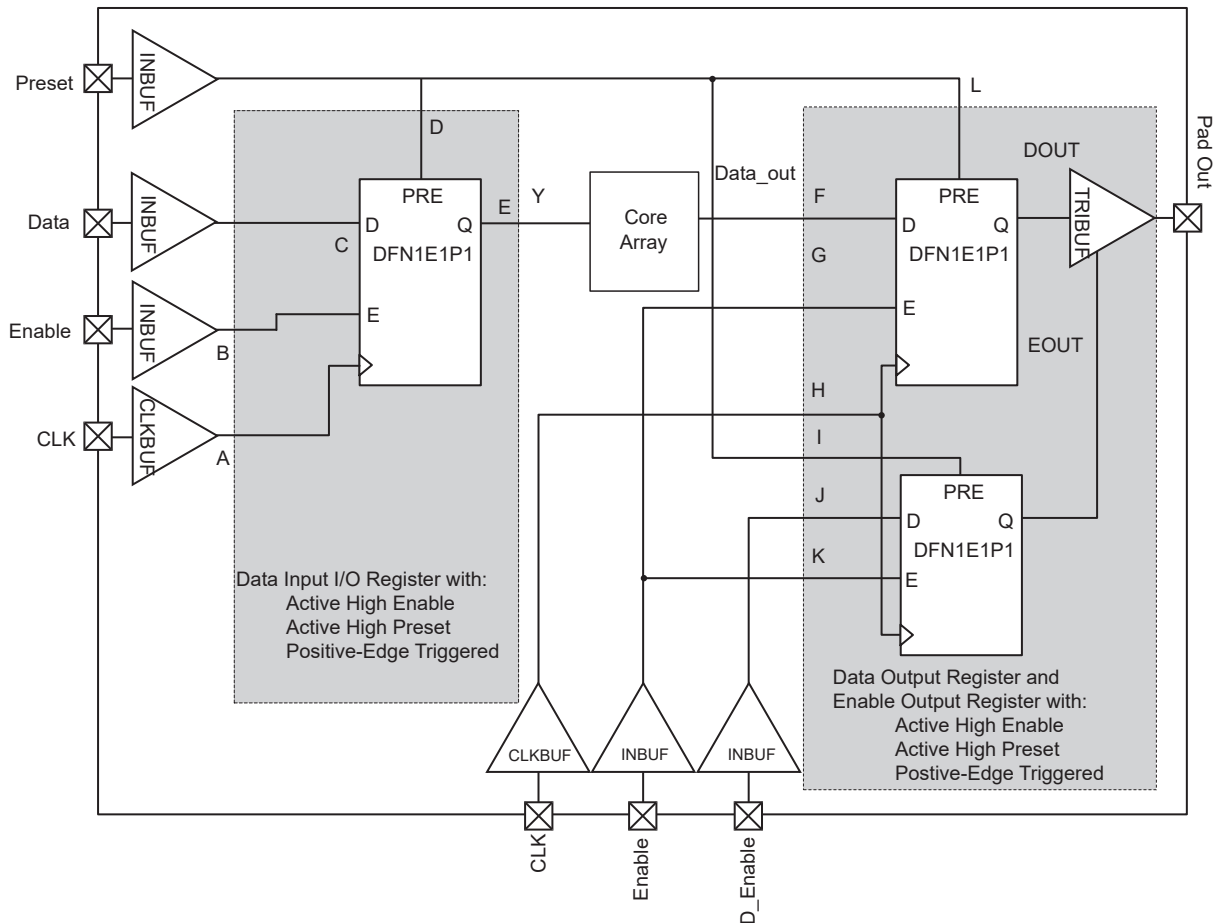 Preset
INBUF
L
D
Pad Out
DOUT
Data
INBUF
PRE
D
Q
DFN1E1P1
C
E
E
Y
Core
Array
Data_out
F
G
PRE
D
Q
DFN1E1P1
E
TRIBUF
EOUT
Enable
INBUF
B
CLK
CLKBUF
A
H
I
J
K
PRE
D
Q
DFN1E1P1
E
Data Input I/O Register with:
Active High Enable
Active High Preset
Positive-Edge Triggered
Data Output Register and
Enable Output Register with:
Active High Enable
Active High Preset
Postive-Edge Triggered
CLKBUF
INBUF
INBUF
CLK
Enable
D_Enable